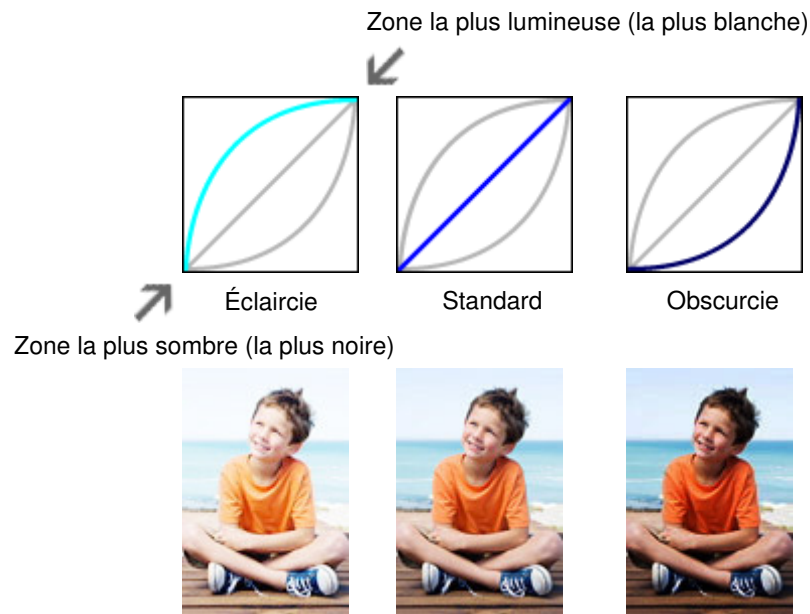 Zone la plus lumineuse (la plus blanche)
Éclaircie
Standard
Obscurcie
Zone la plus sombre (la plus noire)